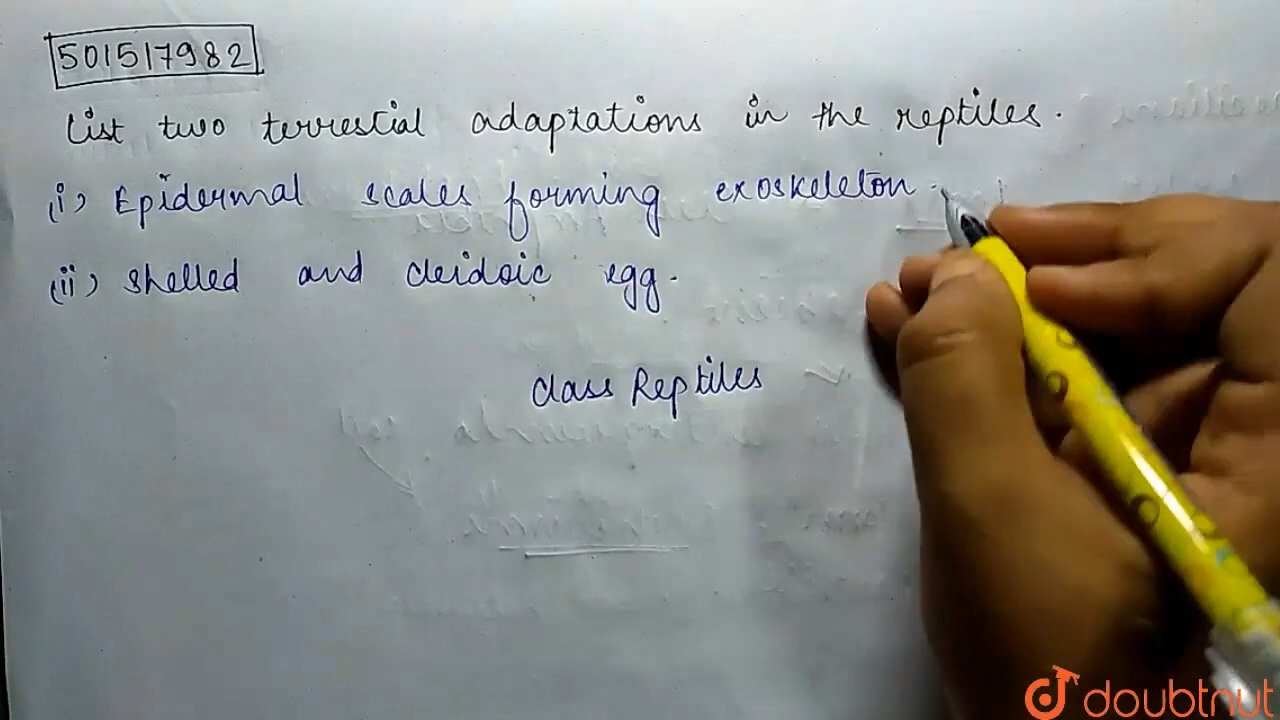 501517982
List two terrestial adaptations in the reptiles.
(i) Epidermal scales forming exoskeleton.
(ii) Shelled and cleidoic egg.
Class Reptiles
doubtnut